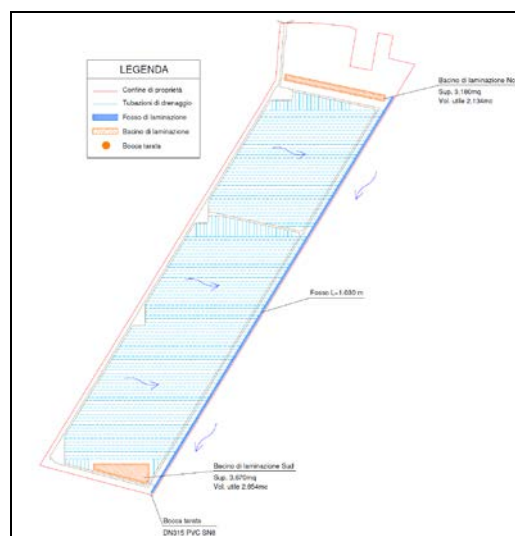 LEGENDA
Confine di proprietà
Tubazioni di drenaggio
Fosso di laminazione
Bacino di laminazione
Bocca tarata
Bacino di laminazione No
Sup. 3.180mq
Vol. utile 2.134mc
Fosso L=1.030 m
Bacino di laminazione Sud
Sup. 3.670mq
Vol. utile 2.854mc
Bocca tarata
DN315 PVC SN8